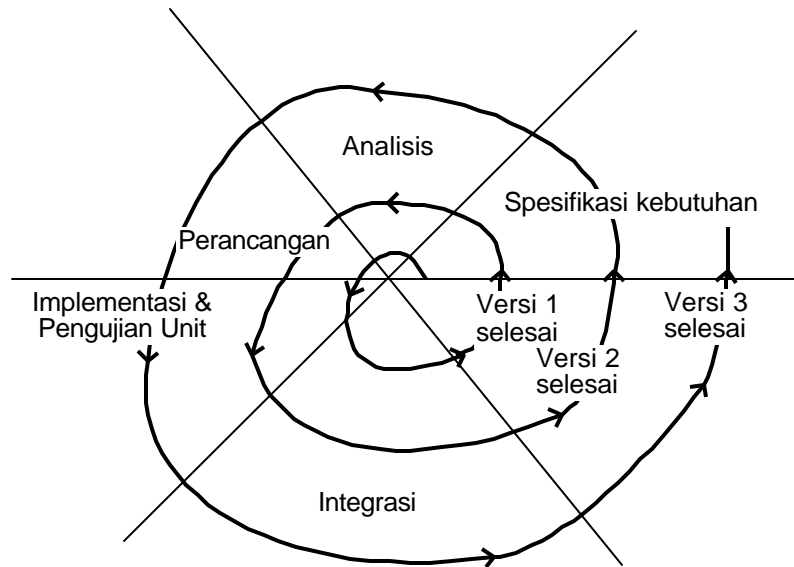 Analisis
Spesifikasi kebutuhan
Perancangan
Implementasi &
Pengujian Unit
Versi 1
selesai
Versi 2
selesai
Versi 3
selesai
Integrasi